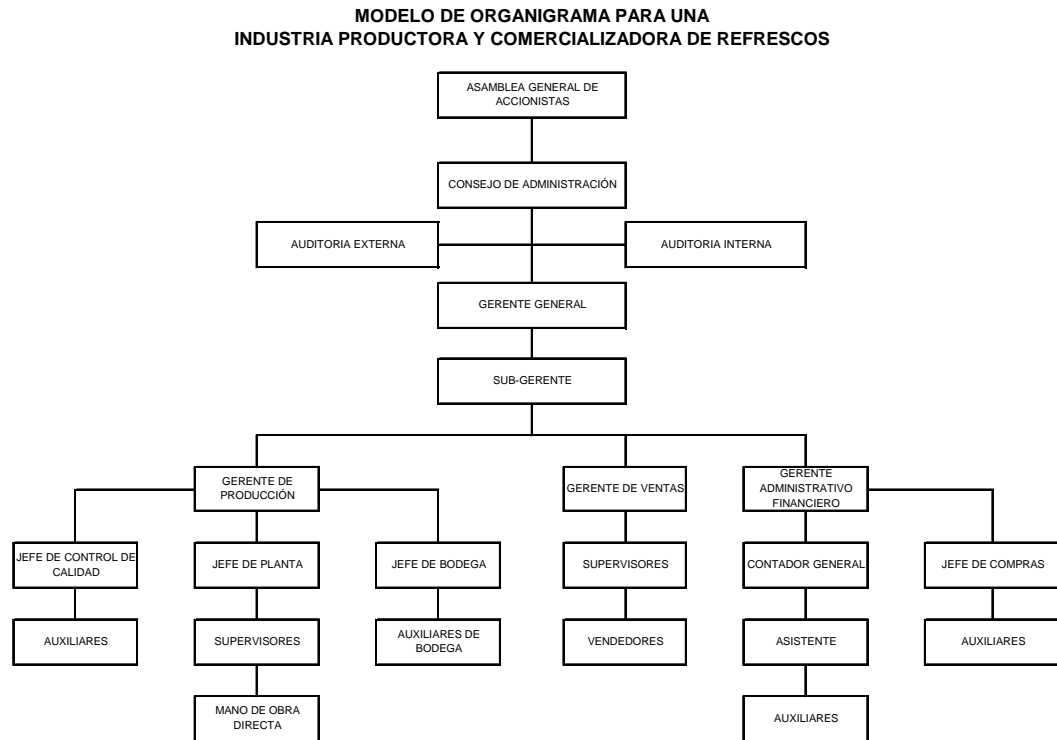 MODELO DE ORGANIGRAMA PARA UNA
INDUSTRIA PRODUCTORA Y COMERCIALIZADORA DE REFRESCOS
ASAMBLEA GENERAL DE
ACCIONISTAS
CONSEJO DE ADMINISTRACIÓN
AUDITORIA EXTERNA
AUDITORIA INTERNA
GERENTE GENERAL
SUB-GERENTE
GERENTE DE
PRODUCCIÓN
GERENTE DE VENTAS
GERENTE
ADMINISTRATIVO
FINANCIERO
JEFE DE CONTROL DE
CALIDAD
JEFE DE PLANTA
JEFE DE BODEGA
SUPERVISORES
CONTADOR GENERAL
JEFE DE COMPRAS
AUXILIARES
SUPERVISORES
AUXILIARES DE
BODEGA
VENDEDORES
ASISTENTE
AUXILIARES
MANO DE OBRA
DIRECTA
AUXILIARES